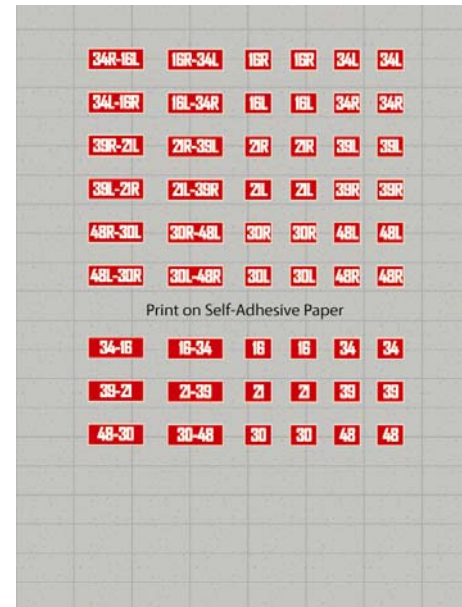 34R-16L 16R-34L 16R 16R 34L 34L
34L-16R 16L-34R 16L 16L 34R 34R
39R-21L 21R-39L 21R 21R 39L 39L
39L-21R 21L-39R 21L 21L 39R 39R
48R-30L 30R-48L 30R 30R 48L 48L
48L-30R 30L-48R 30L 30L 48R 48R
Print on Self-Adhesive Paper
34-16 16-34 16 16 34 34
39-21 21-39 21 21 39 39
48-30 30-48 30 30 48 48